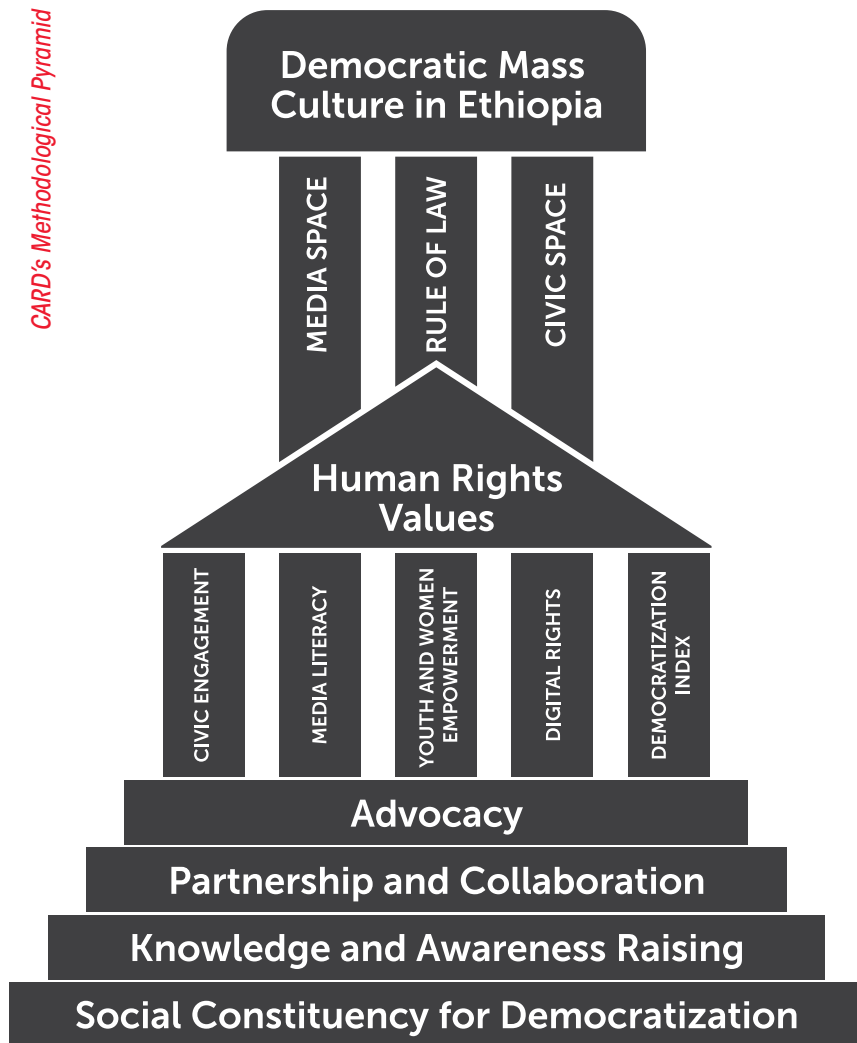 CARD's Methodological Pyramid
Democratic Mass
Culture in Ethiopia
MEDIA SPACE
RULE OF LAW
CIVIC SPACE
Human Rights
Values
CIVIC ENGAGEMENT
MEDIA LITERACY
YOUTH AND WOMEN
EMPOWERMENT
DIGITAL RIGHTS
DEMOCRATIZATION
INDEX
Advocacy
Partnership and Collaboration
Knowledge and Awareness Raising
Social Constituency for Democratization